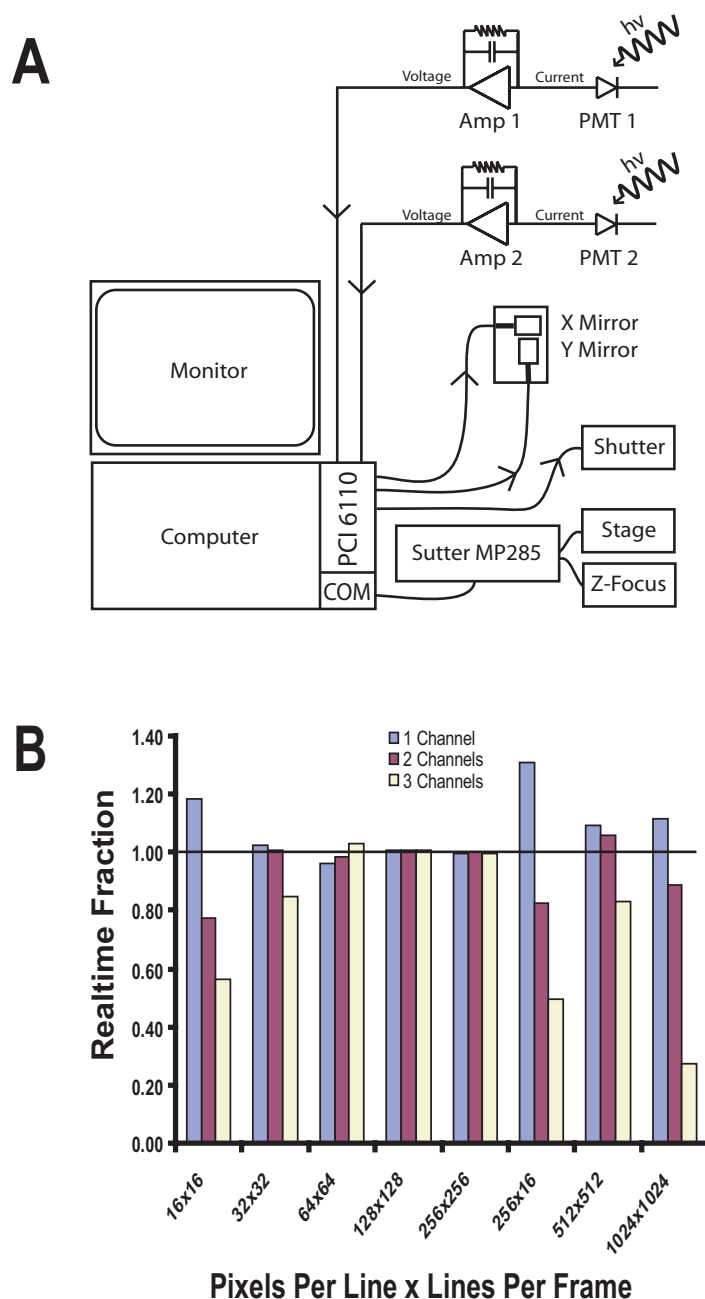 A
hν
Voltage
Current
Amp 1
PMT 1
hν
Voltage
Current
Amp 2
PMT 2
X Mirror
Y Mirror
Monitor
Shutter
Computer
PCI 6110
Stage
Sutter MP285
COM
Z-Focus
B
1 Channel
2 Channels
3 Channels
Realtime Fraction
1.40
1.20
1.00
0.80
0.60
0.40
0.20
0.00
16x16
32x32
64x64
128x128
256x256
256x16
512x512
1024x1024
Pixels Per Line x Lines Per Frame